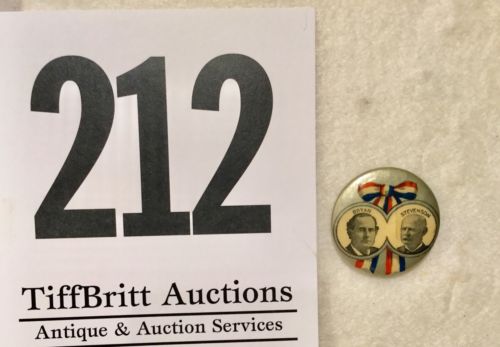 212
TiffBritt Auctions
Antique & Auction Services
BRYAN
STEVENSON